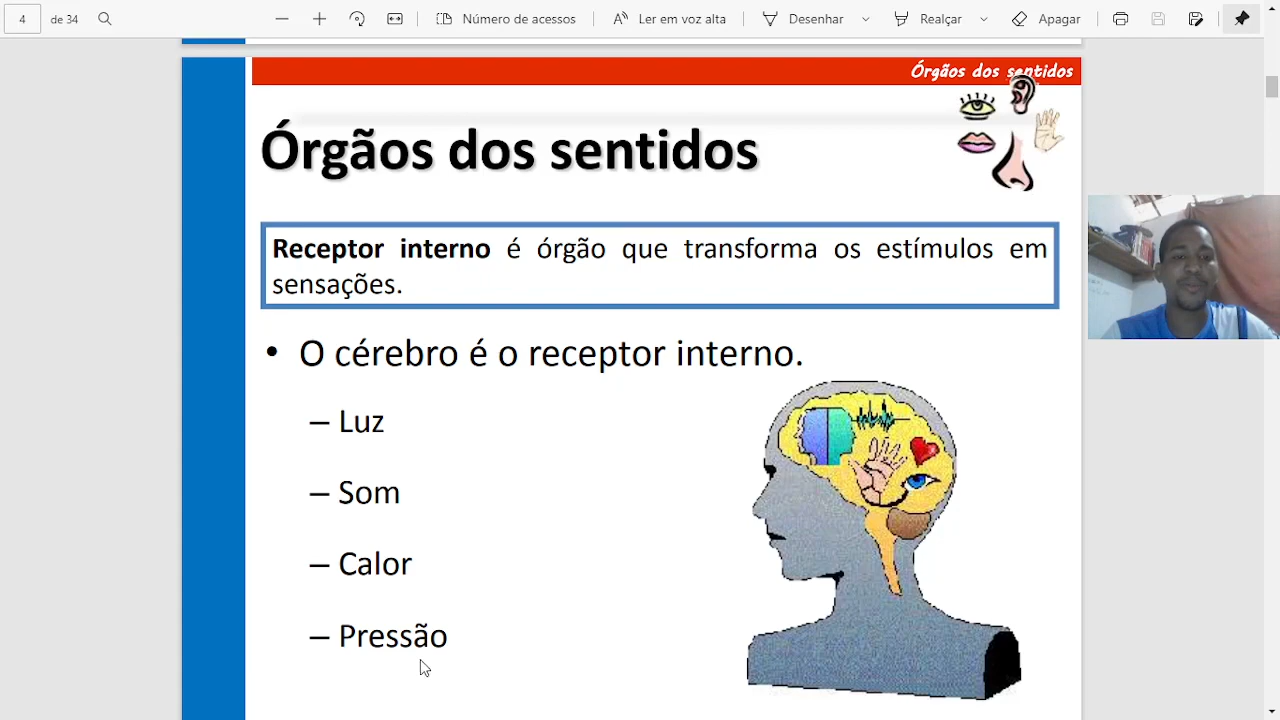 4 de 34 Número de acessos Ler em voz alta Desenhar Realçar Apagar
Órgãos dos sentidos
Órgãos dos sentidos
Receptor interno é órgão que transforma os estímulos em
sensações.
• O cérebro é o receptor interno.
– Luz
– Som
– Calor
– Pressão